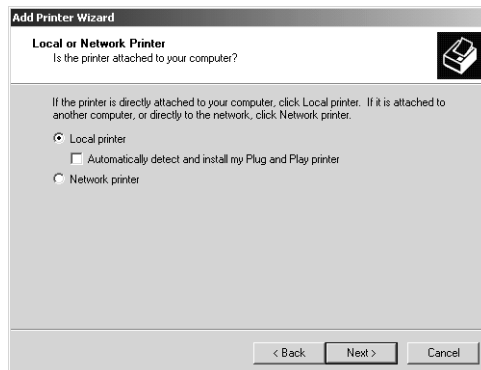 Add Printer Wizard
Local or Network Printer
Is the printer attached to your computer?
If the printer is directly attached to your computer, click Local printer. If it is attached to
another computer, or directly to the network, click Network printer.
Local printer
Automatically detect and install my Plug and Play printer
Network printer
< Back Next > Cancel